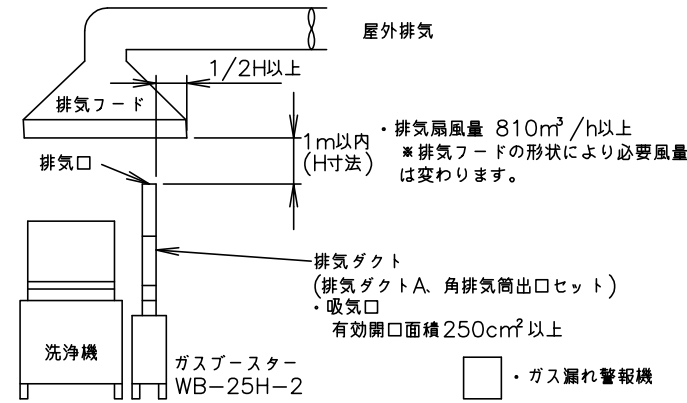 屋外排気
1/2H以上
排気フード
・排気扇風量 810m³/h以上
※排気フードの形状により必要風量
は変わります。
1m以内
(H寸法)
排気口
排気ダクト
(排気ダクトA、角排気筒出口セット)
・吸気口
有効開口面積250cm²以上
洗浄機
ガスブースター
WB-25H-2
・ガス漏れ警報機